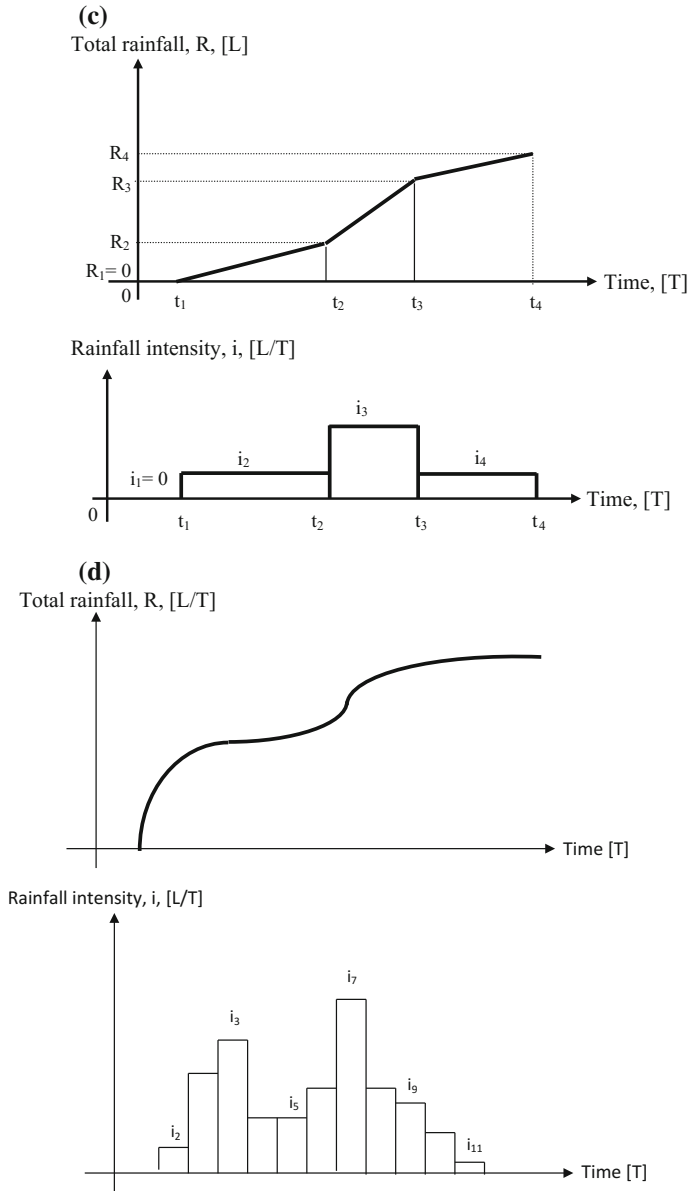 (c)
Total rainfall, R, [L]
R₄
R₃
R₂
R₁= 0
0
t₁ t₂ t₃ t₄ Time, [T]
Rainfall intensity, i, [L/T]
i₃
i₂ i₄
i₁= 0
0
t₁ t₂ t₃ t₄ Time, [T]
(d)
Total rainfall, R, [L/T]
Time [T]
Rainfall intensity, i, [L/T]
i₇
i₃
i₅ i₉
i₂ i₁₁
Time [T]